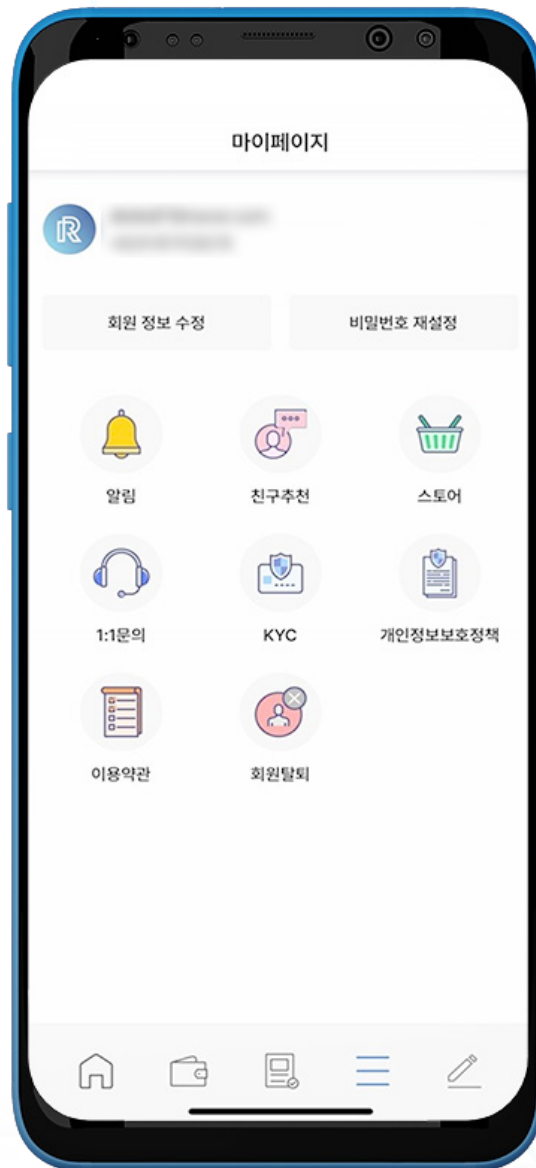 마이페이지
회원 정보 수정
비밀번호 재설정
알림
친구추천
스토어
1:1문의
KYC
개인정보보호정책
이용약관
회원탈퇴